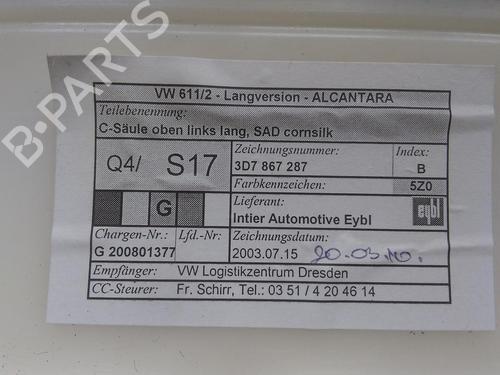 B-PARTS
VW 611/2 - Langversion - ALCANTARA
Teilebenennung:
C-Säule oben links lang, SAD cornsilk
Q4/ S17
Zeichnungsnummer: Index:
3D7 867 287 B
Farbkennzeichen: 5Z0
G
Lieferant:
Intier Automotive Eybl
eybl
Chargen-Nr.: Lfd.-Nr: Zeichnungsdatum:
G 200801377 2003.07.15 20.03.10.
Empfänger: VW Logistikzentrum Dresden
CC-Steurer: Fr. Schirr, Tel.: 03 51 / 4 20 46 14